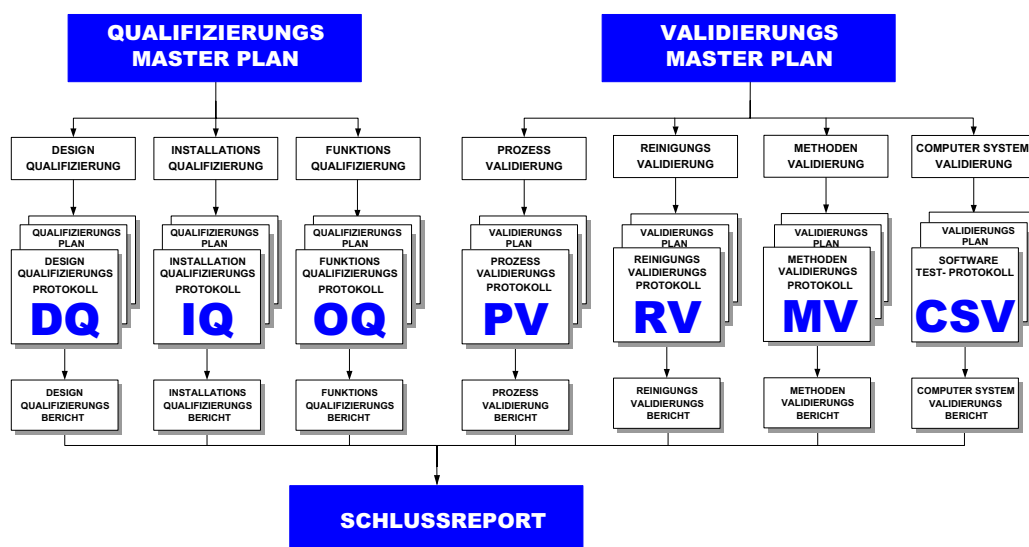 QUALIFIZIERUNGS
MASTER PLAN
VALIDIERUNGS
MASTER PLAN
DESIGN
QUALIFIZIERUNG
INSTALLATIONS
QUALIFIZIERUNG
FUNKTIONS
QUALIFIZIERUNG
PROZESS
VALIDIERUNG
REINIGUNGS
VALIDIERUNG
METHODEN
VALIDIERUNG
COMPUTER SYSTEM
VALIDIERUNG
QUALIFIZIERUNGS
PLAN
DESIGN
QUALIFIZIERUNGS
PROTOKOLL
DQ
QUALIFIZIERUNGS
PLAN
INSTALLATION
QUALIFIZIERUNGS
PROTOKOLL
IQ
QUALIFIZIERUNGS
PLAN
FUNKTIONS
QUALIFIZIERUNGS
PROTOKOLL
OQ
VALIDIERUNGS
PLAN
PROZESS
VALIDIERUNGS
PROTOKOLL
PV
VALIDIERUNGS
PLAN
REINIGUNGS
VALIDIERUNGS
PROTOKOLL
RV
VALIDIERUNGS
PLAN
METHODEN
VALIDIERUNGS
PROTOKOLL
MV
VALIDIERUNGS
PLAN
SOFTWARE
TEST- PROTOKOLL
CSV
DESIGN
QUALIFIZIERUNGS
BERICHT
INSTALLATIONS
QUALIFIZIERUNGS
BERICHT
FUNKTIONS
QUALIFIZIERUNGS
BERICHT
PROZESS
VALIDIERUNG
BERICHT
REINIGUNGS
VALIDIERUNGS
BERICHT
METHODEN
VALIDIERUNGS
BERICHT
COMPUTER SYSTEM
VALIDIERUNGS
BERICHT
SCHLUSSREPORT